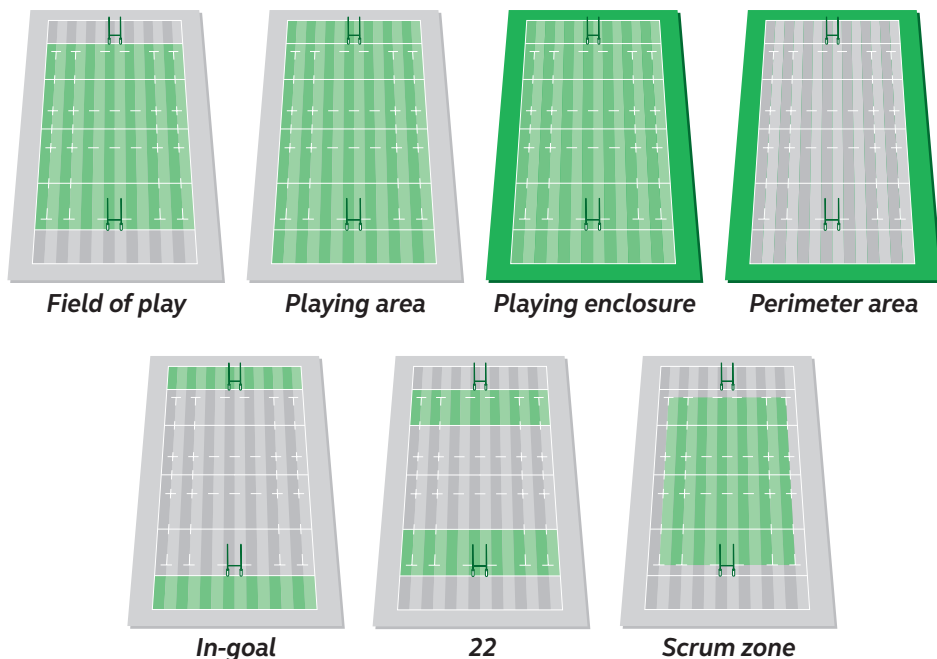 Field of play
Playing area
Playing enclosure
Perimeter area
In-goal
22
Scrum zone